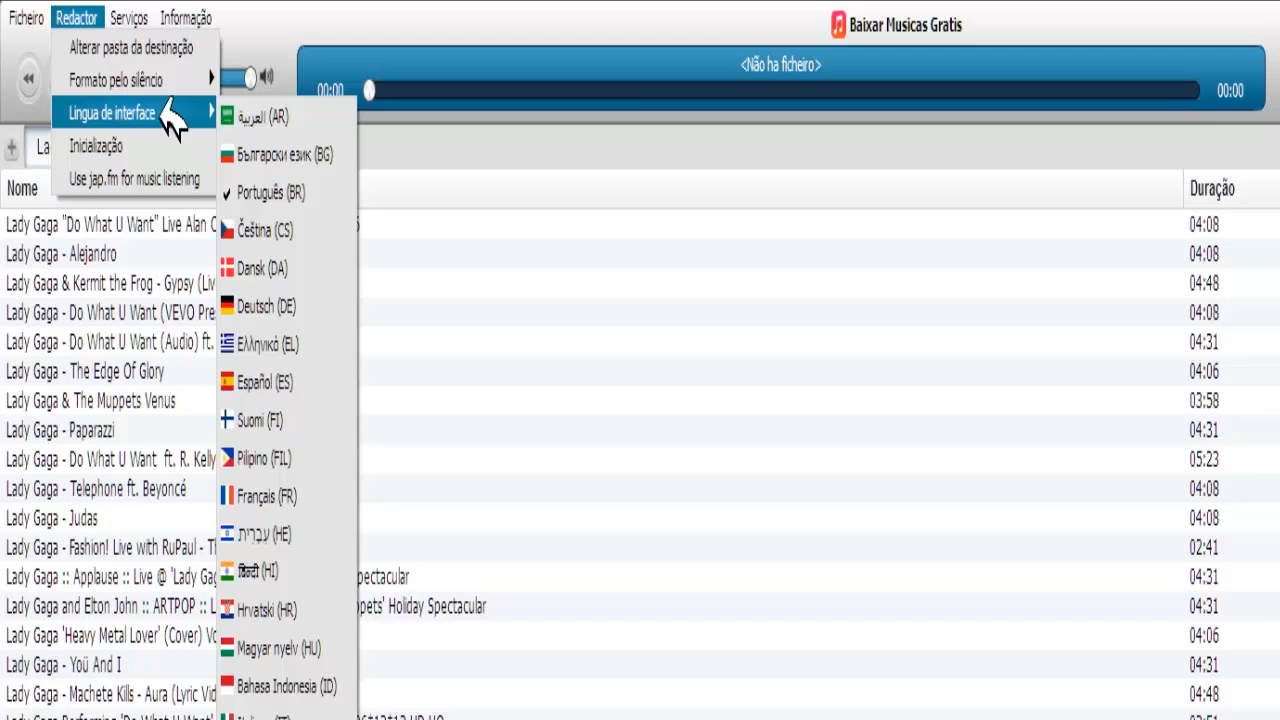 Ficheiro Redactor Serviços Informação
Baixar Musicas Gratis
Alterar pasta da destinação
Formato pelo silêncio
Lingua de interface
Inicialização
Use jap.fm for music listening
<Não ha ficheiro>
00:00 00:00
La
Nome Duração
العربية (AR)
Български език (BG)
Português (BR)
Čeština (CS)
Dansk (DA)
Deutsch (DE)
Ελληνικά (EL)
Español (ES)
Suomi (FI)
Pilipino (FIL)
Français (FR)
עברית (HE)
हिन्दी (HI)
Hrvatski (HR)
Magyar nyelv (HU)
Bahasa Indonesia (ID)
Lady Gaga "Do What U Want" Live Alan 04:08
Lady Gaga - Alejandro 04:08
Lady Gaga & Kermit the Frog - Gypsy 04:48
Lady Gaga - Do What U Want (VEVO 04:08
Lady Gaga - Do What U Want (Audio) ft. 04:31
Lady Gaga - The Edge Of Glory 04:06
Lady Gaga & The Muppets Venus 03:58
Lady Gaga - Paparazzi 04:31
Lady Gaga - Do What U Want ft. R. Kelly 05:23
Lady Gaga - Telephone ft. Beyoncé 04:08
Lady Gaga - Judas 04:08
Lady Gaga - Fashion! Live with RuPaul - 02:41
Lady Gaga :: Applause :: Live @ 'Lady pectacular 04:31
Lady Gaga and Elton John :: ARTPOP :: pets' Holiday Spectacular 04:31
Lady Gaga 'Heavy Metal Lover' (Cover) 04:06
Lady Gaga - Yoü And I 04:31
Lady Gaga - Machete Kills - Aura (Lyric 04:48